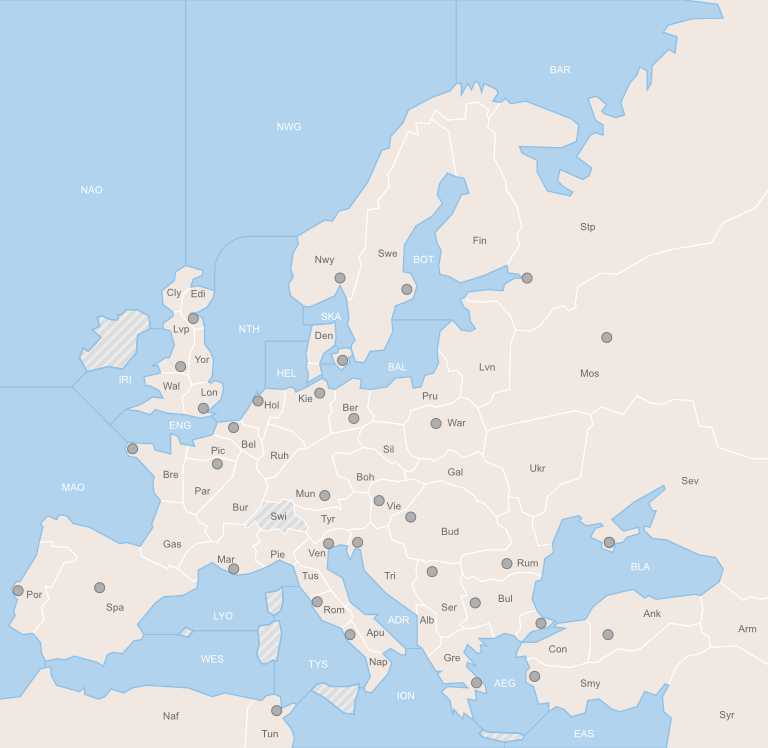 BAR
NWG
NAO
Stp
Fin
Swe
Nwy
BOT
Cly
Edi
SKA
NTH
Lvp
Den
Yor
Lvn
BAL
HEL
Mos
IRI
Wal
Lon
Kie
Pru
Hol
Ber
War
ENG
Bel
Pic
Sil
Ruh
Ukr
Gal
Bre
Boh
Sev
MAO
Par
Mun
Bur
Vie
Swi
Tyr
Bud
Gas
Pie
Ven
Mar
Rum
BLA
Tri
Tus
Por
Spa
Rom
Ser
Bul
LYO
ADR
Alb
Ank
Arm
Apu
Con
WES
TYS
Nap
Gre
AEG
Smy
ION
Naf
Syr
Tun
EAS